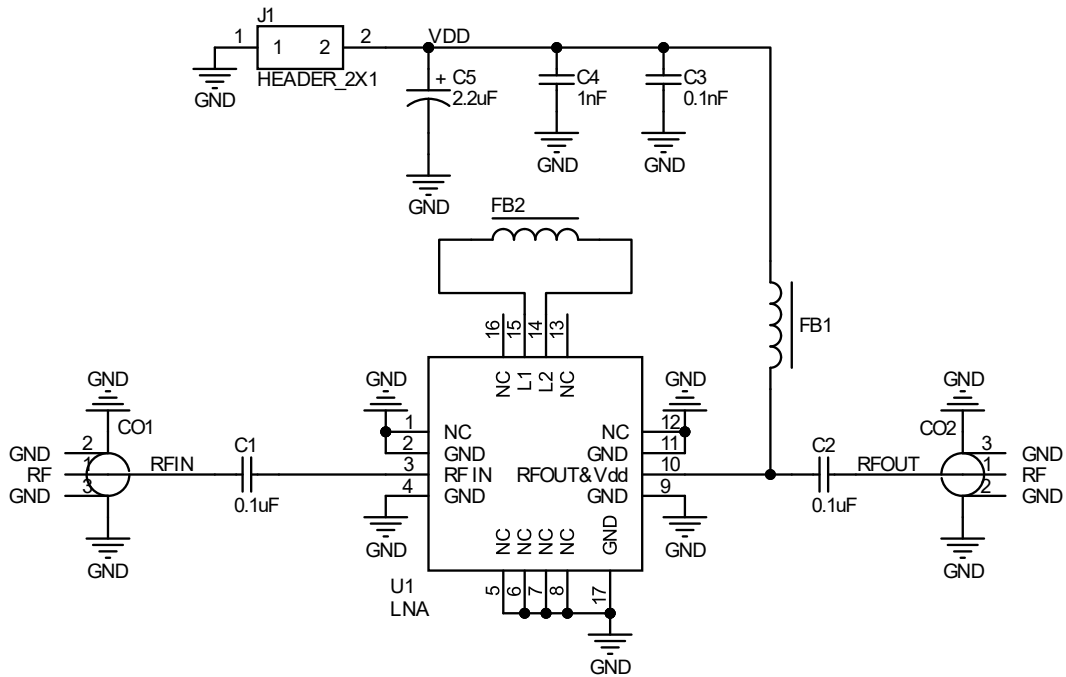 J1
1 1 2 2 VDD
HEADER_2X1
GND
+ C5
2.2uF
GND
C4
1nF
GND
C3
0.1nF
GND
FB2
FB1
16 15 14 13
NC L1 L2 NC
GND
CO1
GND 2
RF 1
GND 3
GND
RFIN
C1
0.1uF
GND
1 NC
2 GND
3 RF IN
4 GND
GND
GND
12 NC
11 GND
10 RFOUT&Vdd
9 GND
GND
NC NC NC NC GND
5 6 7 8 17
U1
LNA
GND
C2
0.1uF
RFOUT
GND
CO2
3 GND
1 RF
2 GND
GND